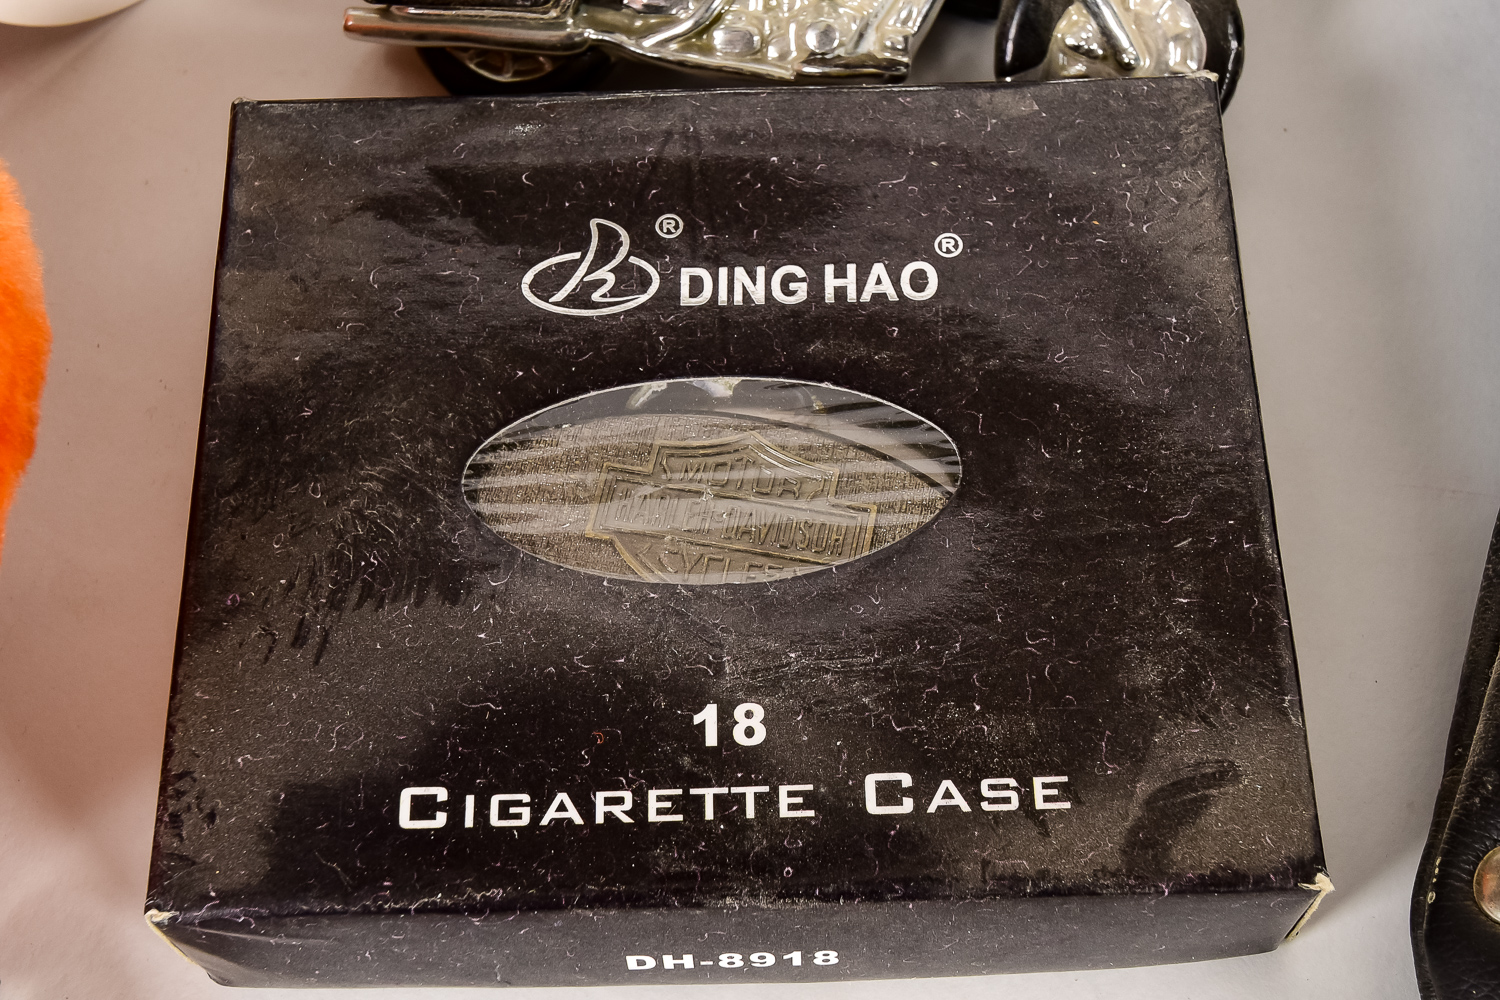 ® DING HAO®
MOTOR
HARLEY-DAVIDSON
CYCLES
18
CIGARETTE CASE
DH-8918